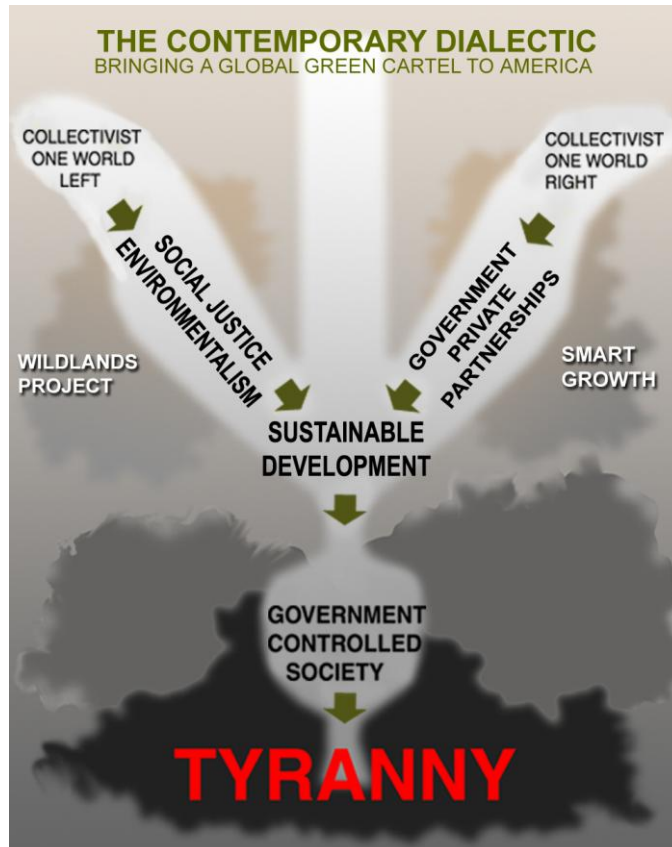 THE CONTEMPORARY DIALECTIC
BRINGING A GLOBAL GREEN CARTEL TO AMERICA
COLLECTIVIST
ONE WORLD
LEFT
COLLECTIVIST
ONE WORLD
RIGHT
SOCIAL JUSTICE
ENVIRONMENTALISM
GOVERNMENT
PRIVATE
PARTNERSHIPS
WILDLANDS
PROJECT
SMART
GROWTH
SUSTAINABLE
DEVELOPMENT
GOVERNMENT
CONTROLLED
SOCIETY
TYRANNY